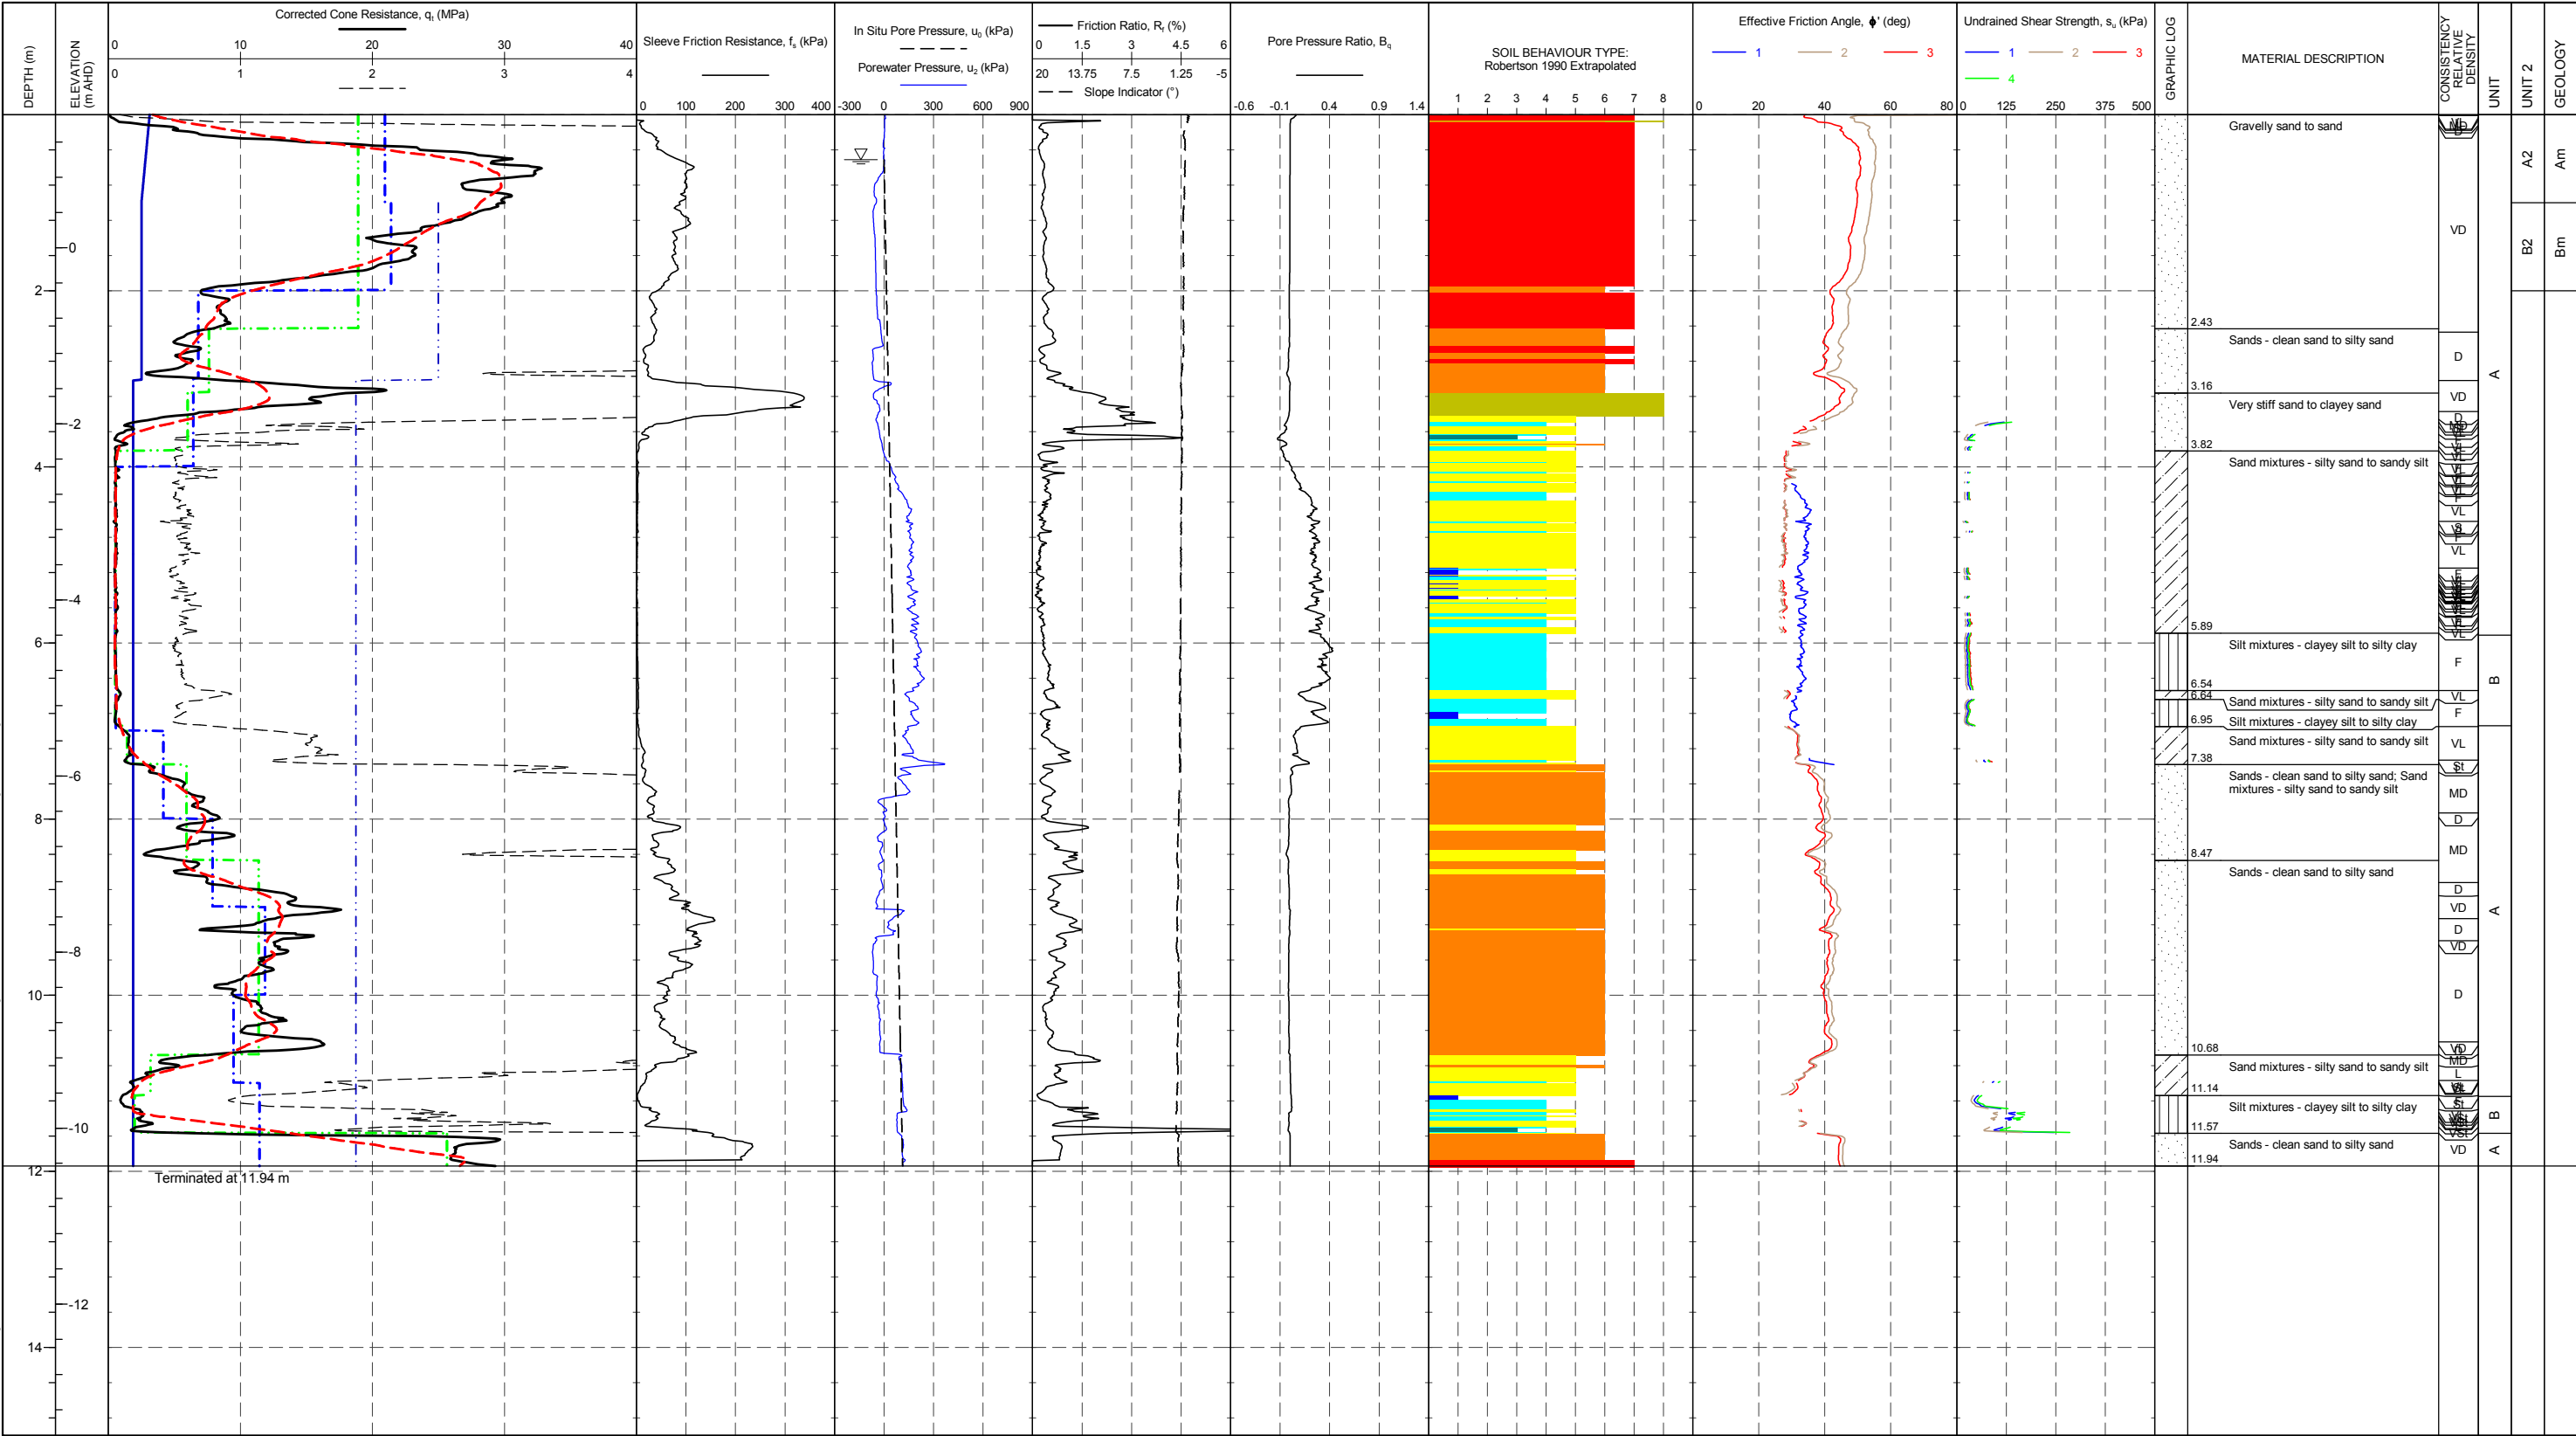 DEPTH (m)
ELEVATION
(m AHD)
Corrected Cone Resistance, qt (MPa)
0 10 20 30 40
0 1 2 3 4
Sleeve Friction Resistance, fs (kPa)
0 100 200 300 400
In Situ Pore Pressure, u0 (kPa)
Porewater Pressure, u2 (kPa)
-300 0 300 600 900
Friction Ratio, Rf (%)
0 1.5 3 4.5 6
20 13.75 7.5 1.25 -5
Slope Indicator (°)
Pore Pressure Ratio, Bq
-0.6 -0.1 0.4 0.9 1.4
SOIL BEHAVIOUR TYPE:
Robertson 1990 Extrapolated
1 2 3 4 5 6 7 8
Effective Friction Angle, ϕ' (deg)
1 2 3
0 20 40 60 80
Undrained Shear Strength, su (kPa)
1 2 3
4
0 125 250 375 500
GRAPHIC LOG
MATERIAL DESCRIPTION
CONSISTENCY
RELATIVE
DENSITY
UNIT
UNIT 2
GEOLOGY
2
4
6
8
10
12
14
0
-2
-4
-6
-8
-10
-12
Terminated at 11.94 m
Gravelly sand to sand
2.43
Sands - clean sand to silty sand
3.16
Very stiff sand to clayey sand
3.82
Sand mixtures - silty sand to sandy silt
5.89
Silt mixtures - clayey silt to silty clay
6.54
6.64
Sand mixtures - silty sand to sandy silt
6.95
Silt mixtures - clayey silt to silty clay
Sand mixtures - silty sand to sandy silt
7.38
Sands - clean sand to silty sand; Sand
mixtures - silty sand to sandy silt
8.47
Sands - clean sand to silty sand
10.68
Sand mixtures - silty sand to sandy silt
11.14
Silt mixtures - clayey silt to silty clay
11.57
Sands - clean sand to silty sand
11.94
VD
D
VD
D
VL
VL
VL
VL
F
VL
F
VL
St
MD
D
MD
D
VD
D
VD
D
VD
MD
L
St
VSt
VD
A
B
A
B
A
A2
B2
Am
Bm